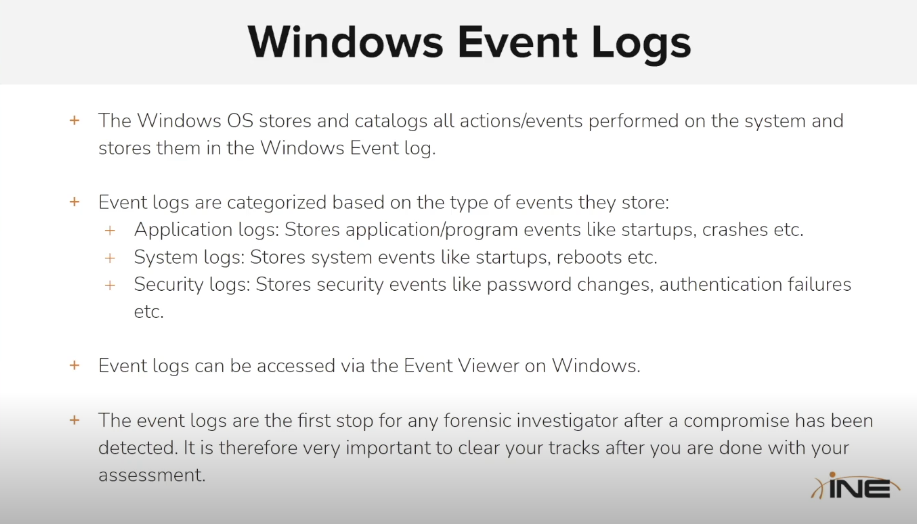 Windows Event Logs
+ The Windows OS stores and catalogs all actions/events performed on the system and
stores them in the Windows Event log.
+ Event logs are categorized based on the type of events they store:
+ Application logs: Stores application/program events like startups, crashes etc.
+ System logs: Stores system events like startups, reboots etc.
+ Security logs: Stores security events like password changes, authentication failures
etc.
+ Event logs can be accessed via the Event Viewer on Windows.
+ The event logs are the first stop for any forensic investigator after a compromise has been
detected. It is therefore very important to clear your tracks after you are done with your
assessment.
iNE